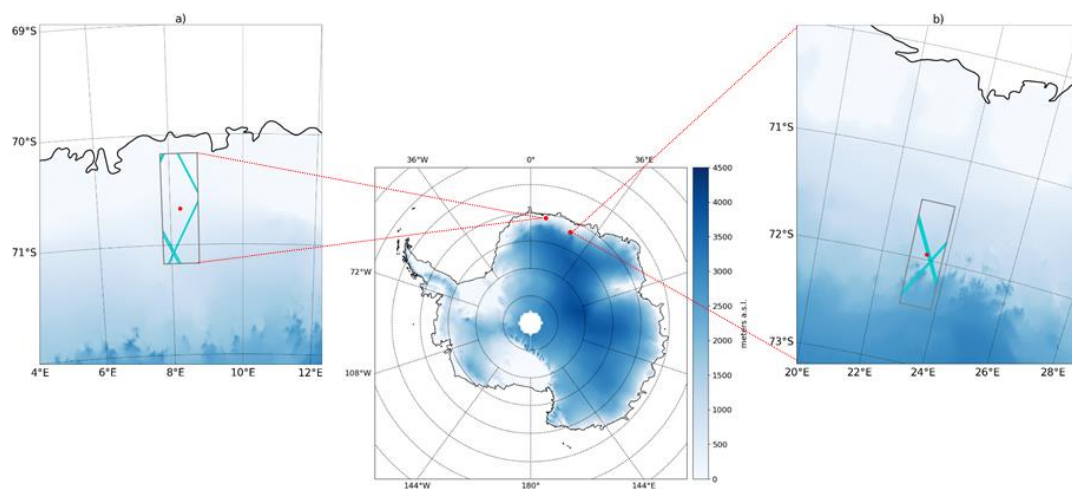 a)
69°S
70°S
71°S
4°E 6°E 8°E 10°E 12°E
36°W 0° 36°E
72°W
108°W
144°W 180° 144°E
4500
4000
3500
3000
2500
2000
1500
1000
500
0
meters a.s.l.
b)
71°S
72°S
73°S
20°E 22°E 24°E 26°E 28°E